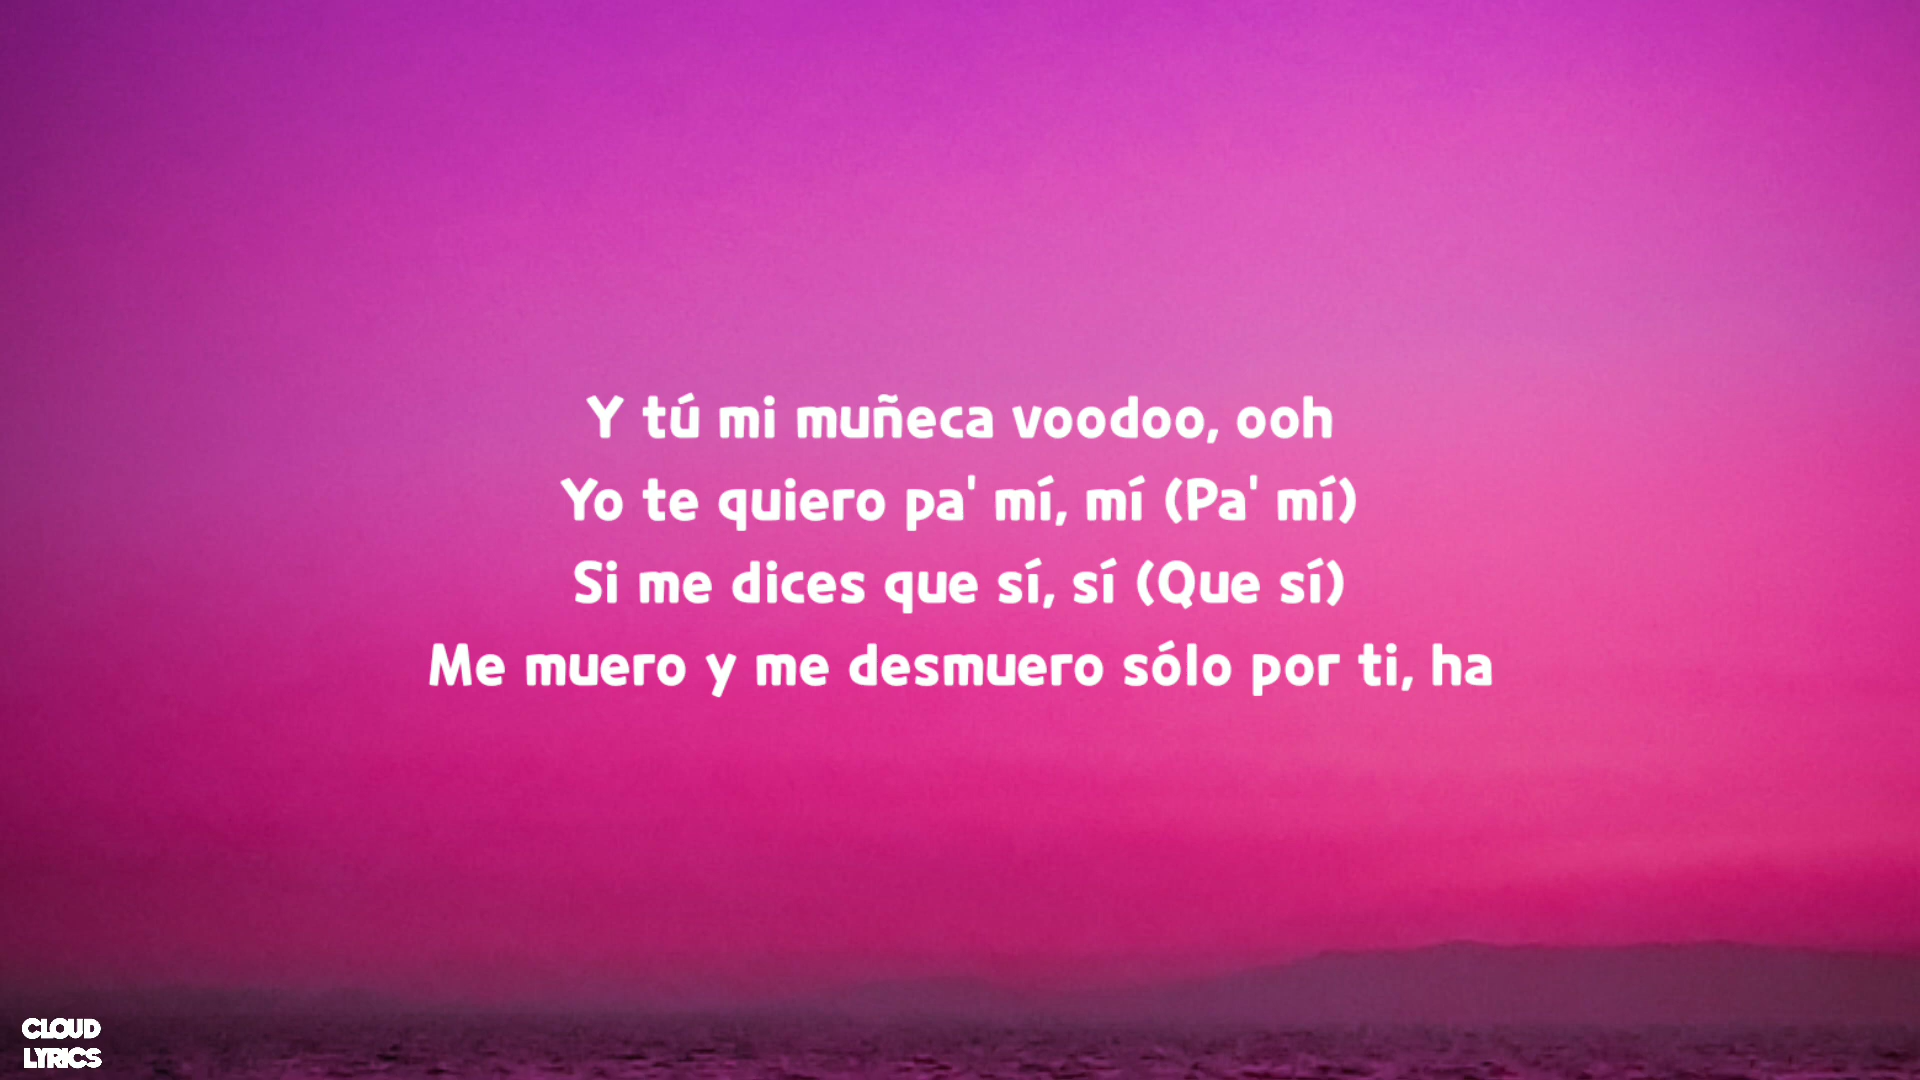 Y tú mi muñeca voodoo, ooh
Yo te quiero pa' mí, mí (Pa' mí)
Si me dices que sí, sí (Que sí)
Me muero y me desmuero sólo por ti, ha
CLOUD
LYRICS